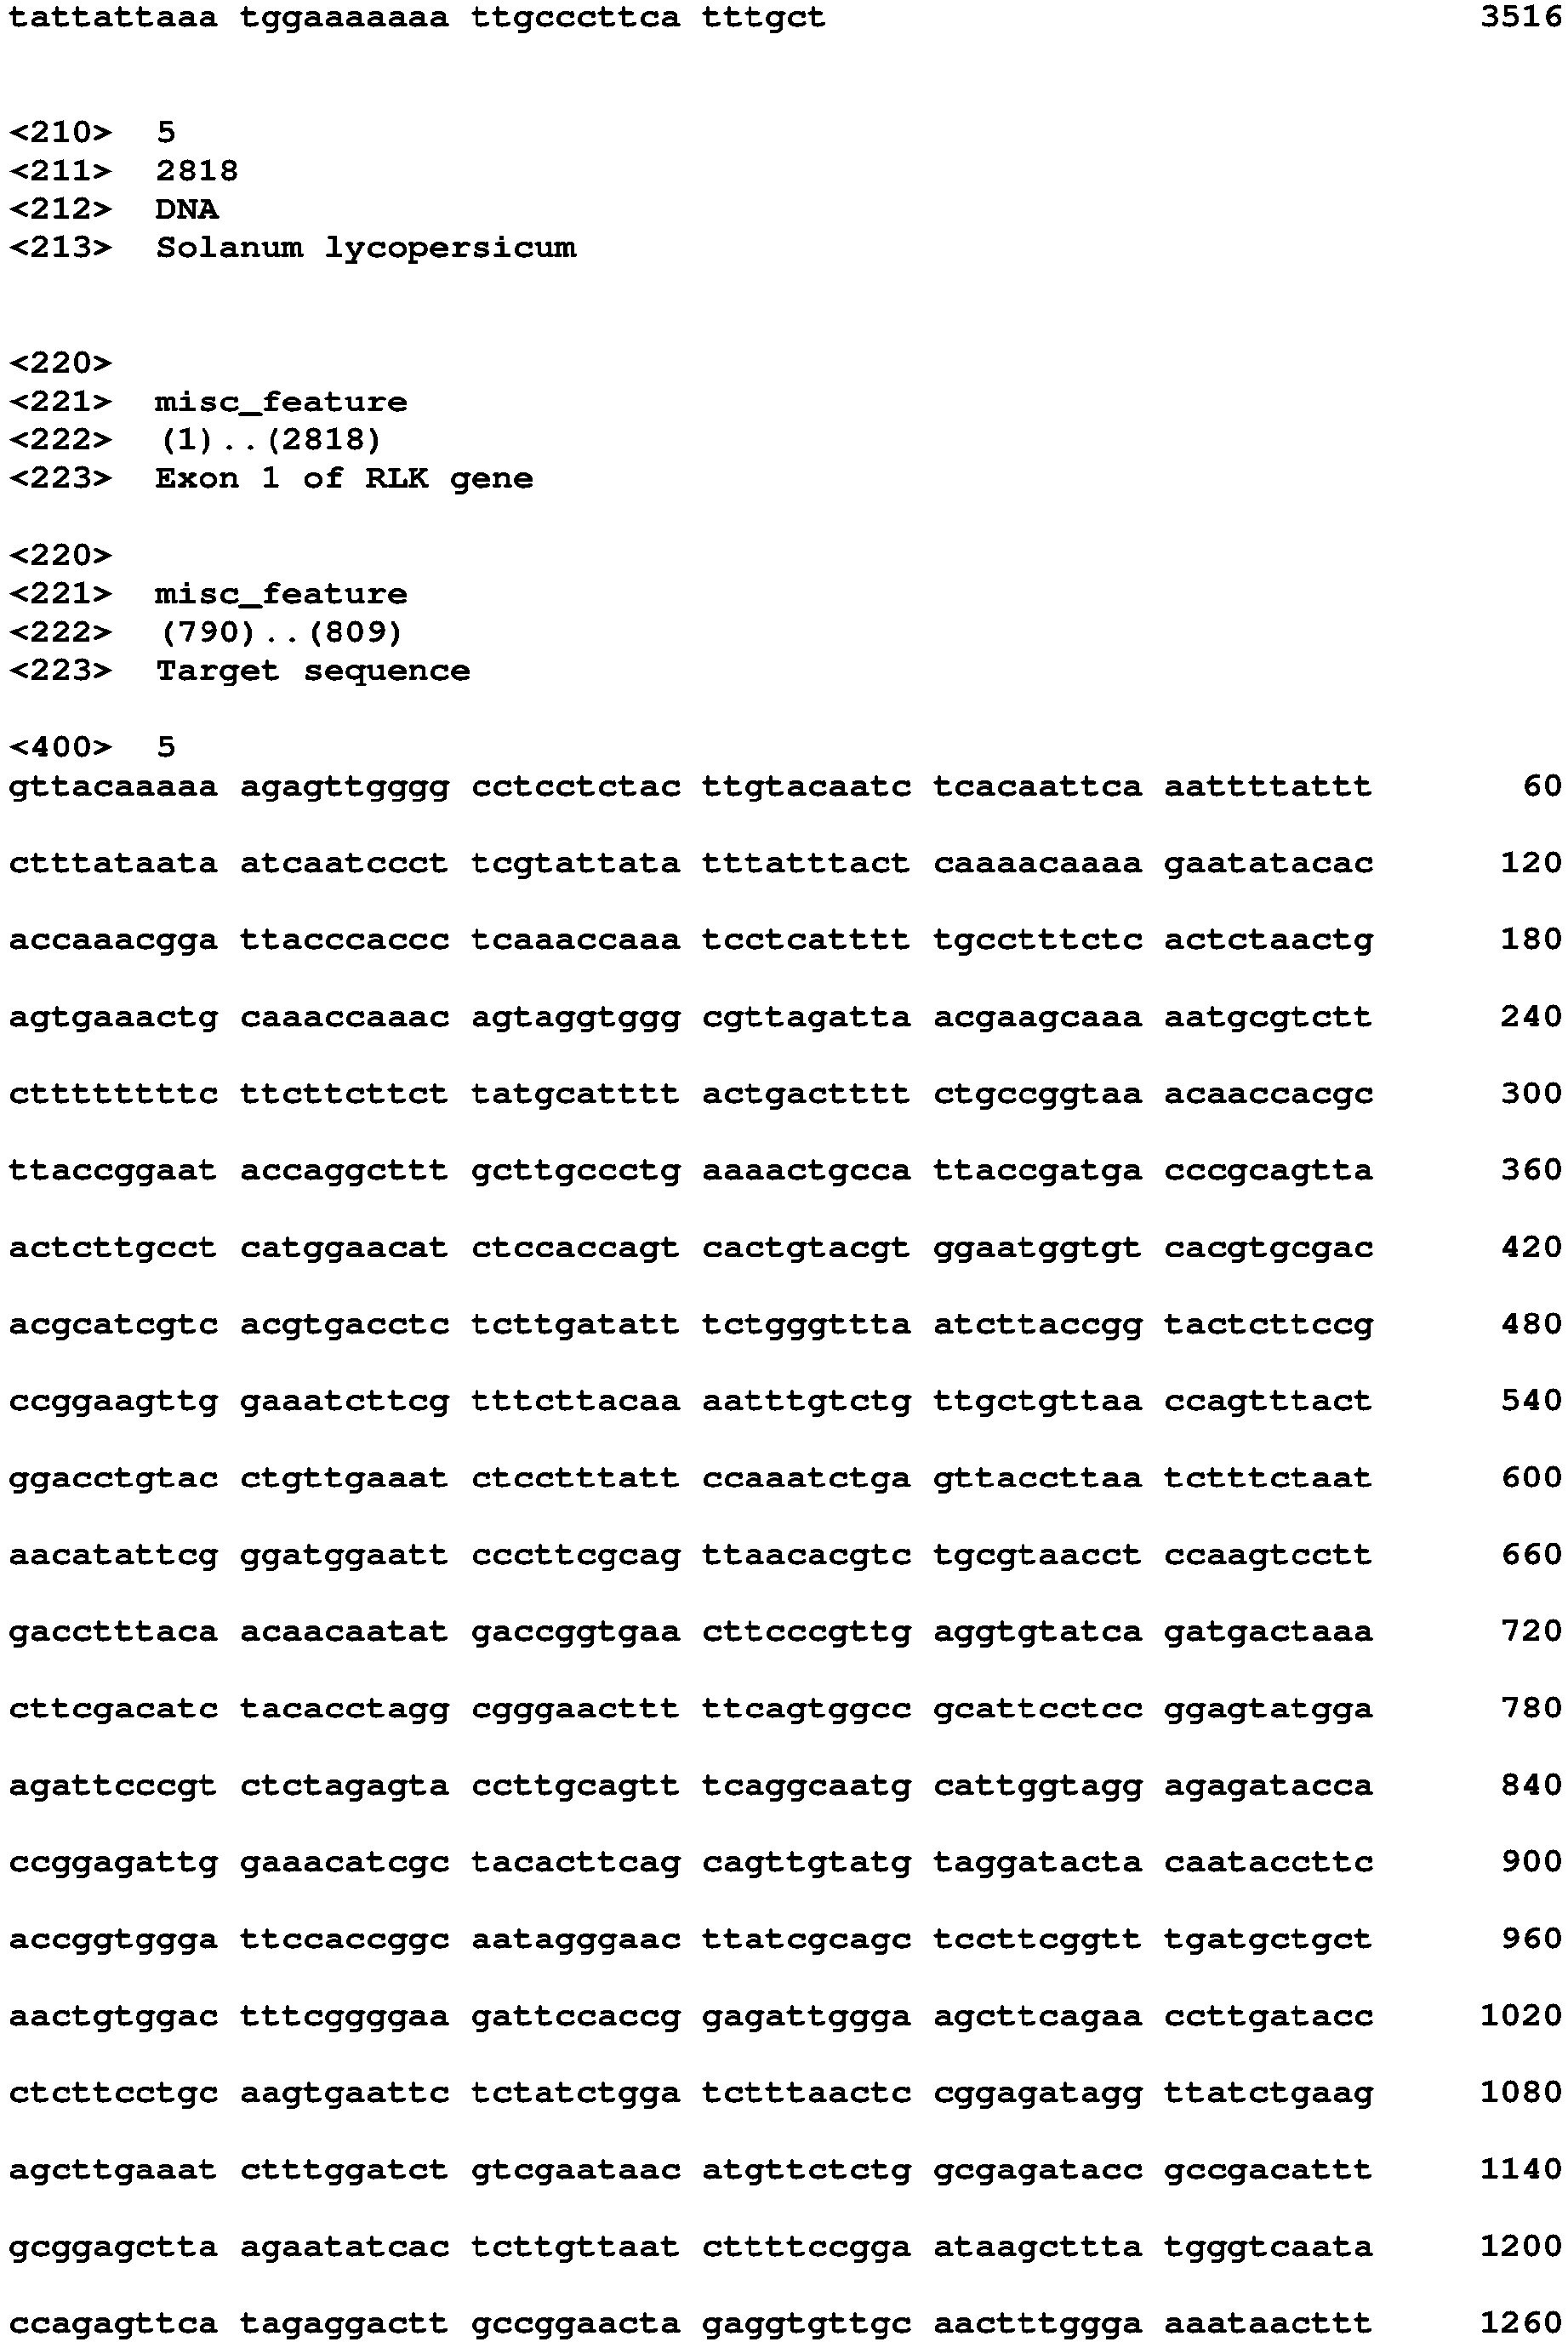 tattattaaa tggaaaaaaa ttgcccttca tttgct 3516
<210> 5
<211> 2818
<212> DNA
<213> Solanum lycopersicum
<220>
<221> misc_feature
<222> (1)..(2818)
<223> Exon 1 of RLK gene
<220>
<221> misc_feature
<222> (790)..(809)
<223> Target sequence
<400> 5
gttacaaaaa agagttgggg cctcctctac ttgtacaatc tcacaattca aattttattt 60
ctttataata atcaatccct tcgtattata tttatttact caaaacaaaa gaatatacac 120
accaaacgga ttacccaccc tcaaaccaaa tcctcatttt tgcctttctc actctaactg 180
agtgaaactg caaaccaaac agtaggtggg cgttagatta acgaagcaaa aatgcgtctt 240
cttttttttc ttcttcttct tatgcatttt actgactttt ctgccggtaa acaaccacgc 300
ttaccggaat accaggcttt gcttgccctg aaaactgcca ttaccgatga cccgcagtta 360
actcttgcct catggaacat ctccaccagt cactgtacgt ggaatggtgt cacgtgcgac 420
acgcatcgtc acgtgacctc tcttgatatt tctgggttta atcttaccgg tactcttccg 480
ccggaagttg gaaatcttcg tttcttacaa aatttgtctg ttgctgttaa ccagtttact 540
ggacctgtac ctgttgaaat ctcctttatt ccaaatctga gttaccttaa tctttctaat 600
aacatattcg ggatggaatt cccttcgcag ttaacacgtc tgcgtaacct ccaagtcctt 660
gacctttaca acaacaatat gaccggtgaa cttcccgttg aggtgtatca gatgactaaa 720
cttcgacatc tacacctagg cgggaacttt ttcagtggcc gcattcctcc ggagtatgga 780
agattcccgt ctctagagta ccttgcagtt tcaggcaatg cattggtagg agagatacca 840
ccggagattg gaaacatcgc tacacttcag cagttgtatg taggatacta caataccttc 900
accggtggga ttccaccggc aatagggaac ttatcgcagc tccttcggtt tgatgctgct 960
aactgtggac tttcggggaa gattccaccg gagattggga agcttcagaa ccttgatacc 1020
ctcttcctgc aagtgaattc tctatctgga tctttaactc cggagatagg ttatctgaag 1080
agcttgaaat ctttggatct gtcgaataac atgttctctg gcgagatacc gccgacattt 1140
gcggagctta agaatatcac tcttgttaat cttttccgga ataagcttta tgggtcaata 1200
ccagagttca tagaggactt gccggaacta gaggtgttgc aactttggga aaataacttt 1260